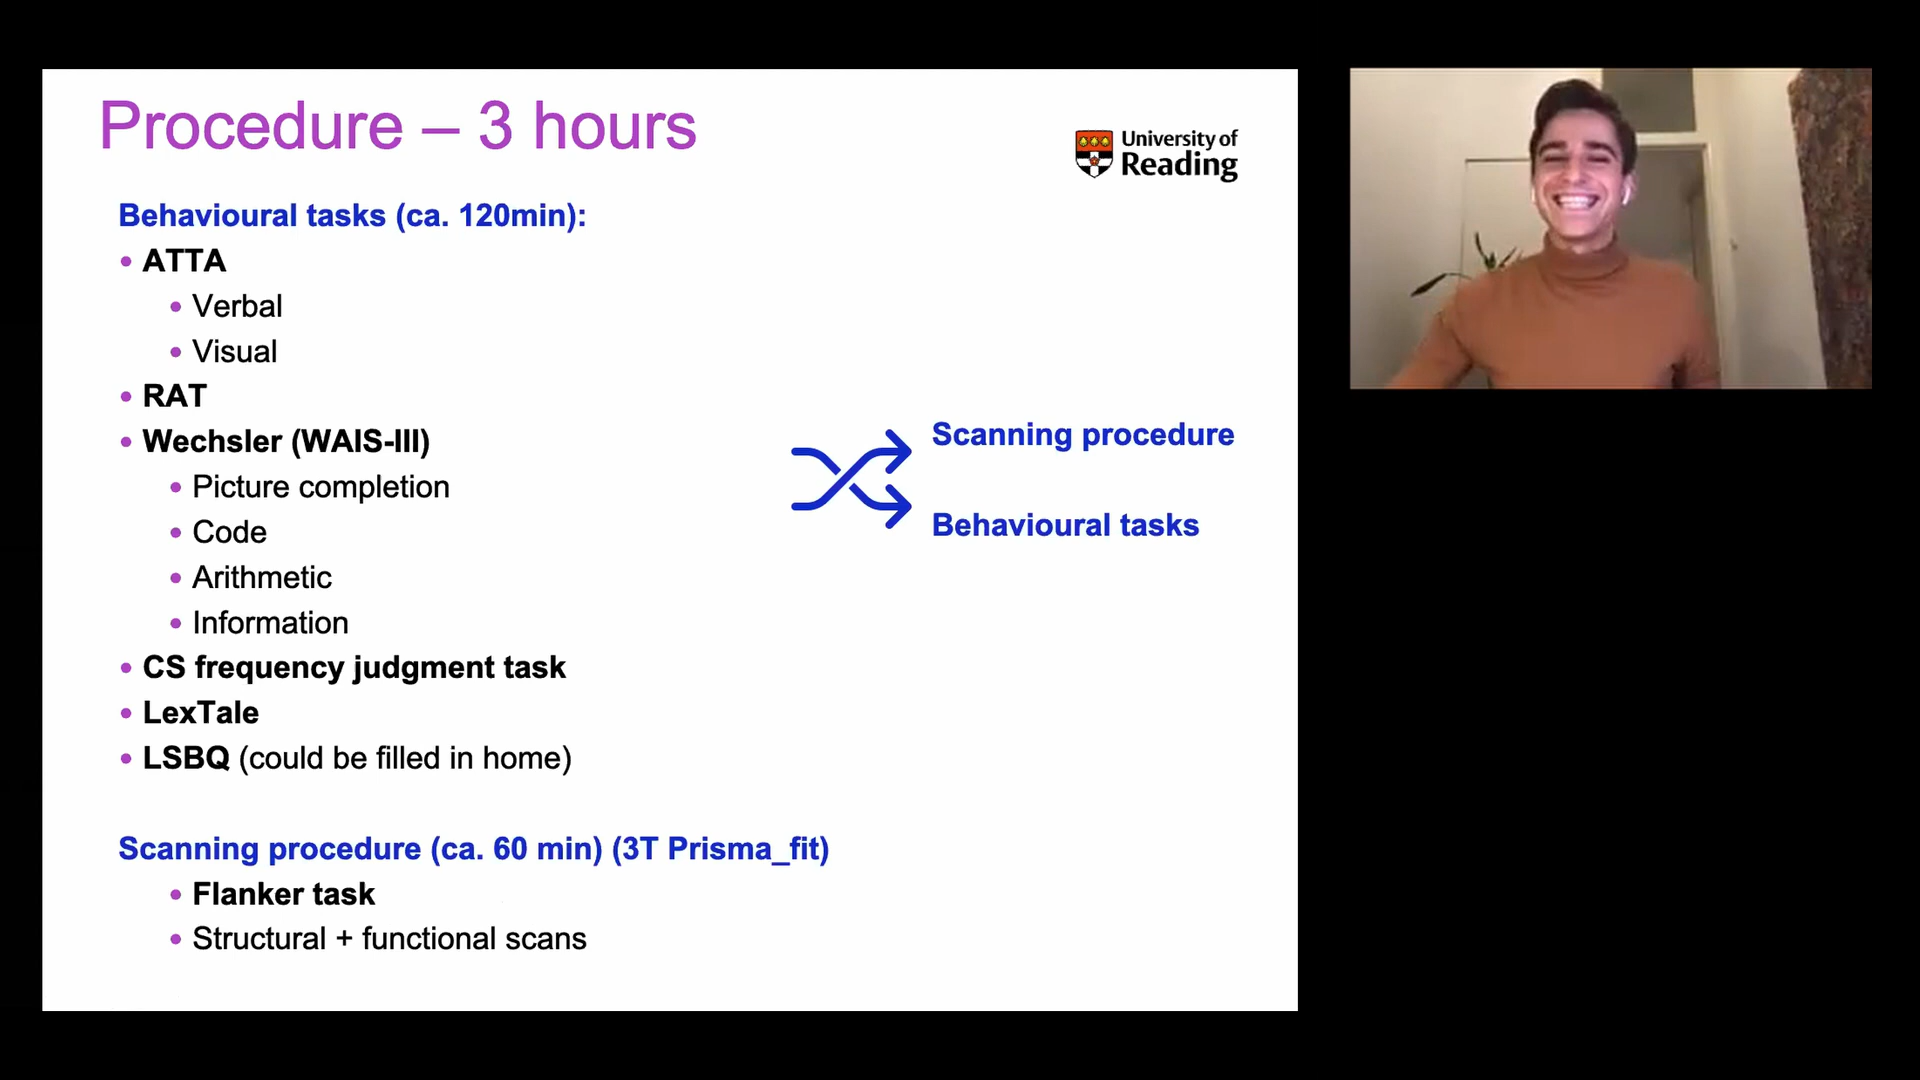 Procedure – 3 hours
University of
Reading
Behavioural tasks (ca. 120min):
ATTA
Verbal
Visual
RAT
Wechsler (WAIS-III)
Picture completion
Code
Arithmetic
Information
CS frequency judgment task
LexTale
LSBQ (could be filled in home)
Scanning procedure (ca. 60 min) (3T Prisma_fit)
Flanker task
Structural + functional scans
Scanning procedure
Behavioural tasks